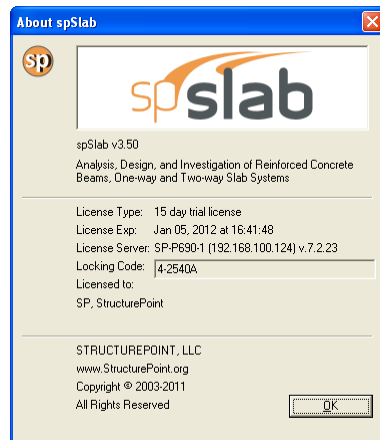 About spSlab
sp
spslab
spSlab v3.50
Analysis, Design, and Investigation of Reinforced Concrete
Beams, One-way and Two-way Slab Systems
License Type: 15 day trial license
License Exp: Jan 05, 2012 at 16:41:48
License Server: SP-P690-1 (192.168.100.124) v.7.2.23
Locking Code: 4-2540A
Licensed to:
SP, StructurePoint
STRUCTUREPOINT, LLC
www.StructurePoint.org
Copyright © 2003-2011
All Rights Reserved
OK